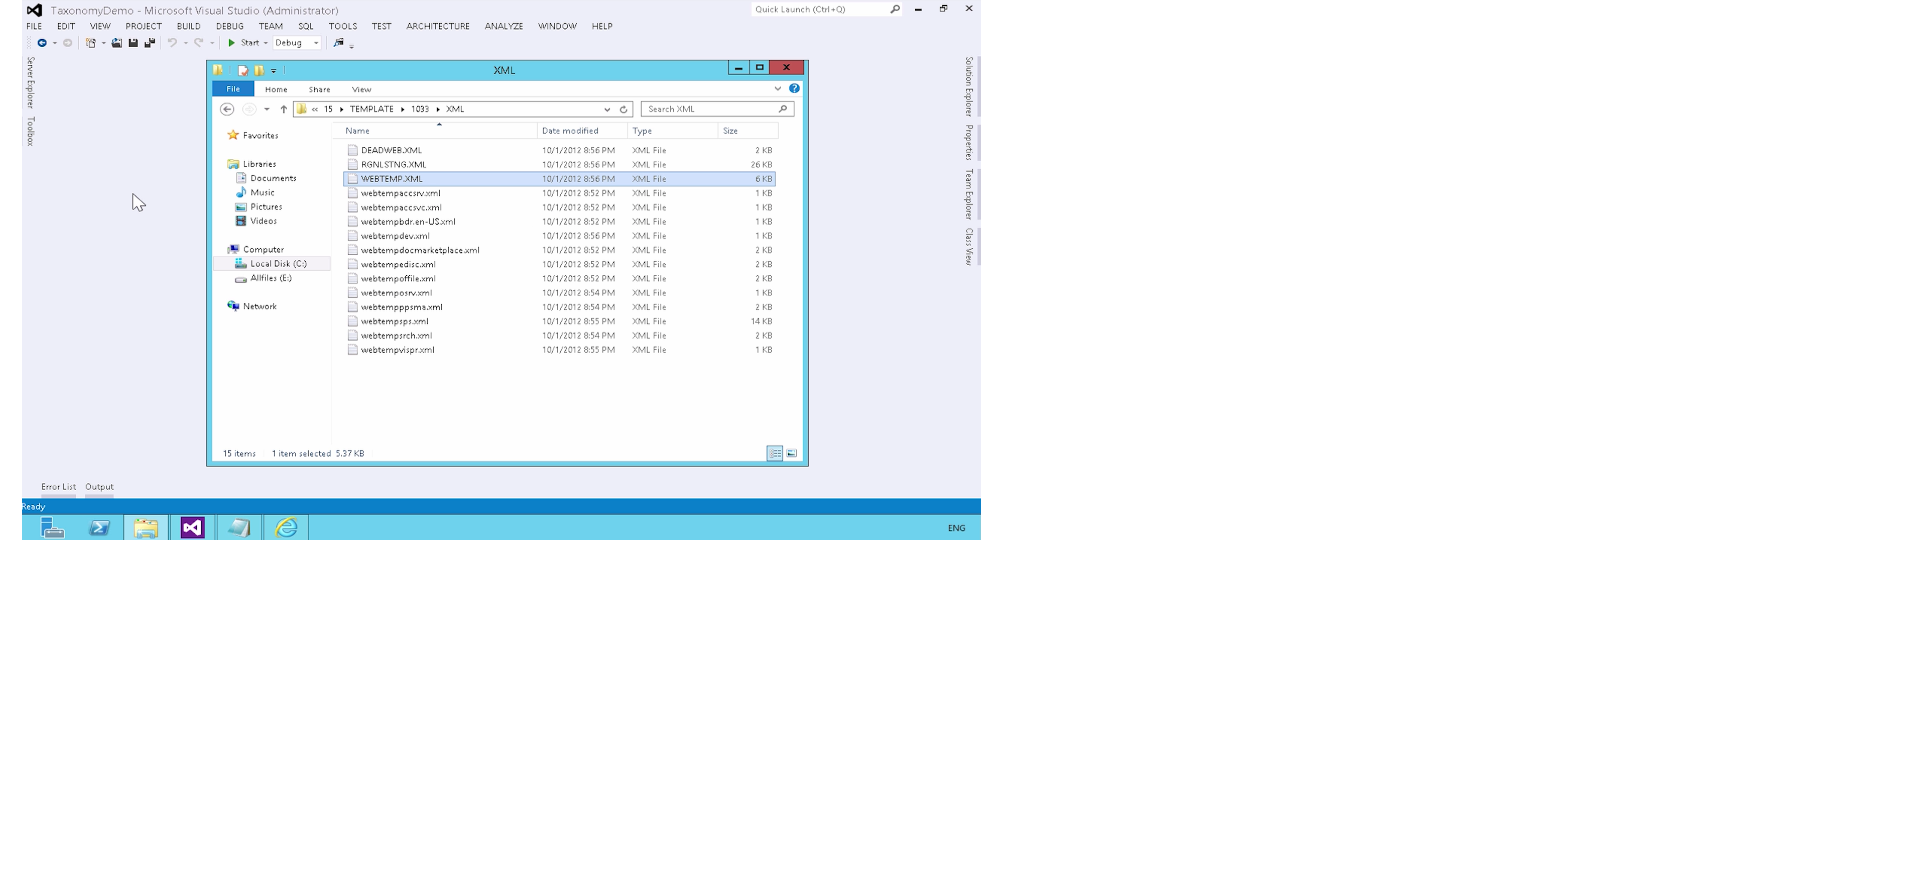 TaxonomyDemo - Microsoft Visual Studio (Administrator)
Quick Launch (Ctrl+Q)
FILE EDIT VIEW PROJECT BUILD DEBUG TEAM SQL TOOLS TEST ARCHITECTURE ANALYZE WINDOW HELP
Start Debug
Server Explorer
Toolbox
XML
File Home Share View
« 15 TEMPLATE 1033 XML
Search XML
Name Date modified Type Size
Favorites
Libraries
Documents
Music
Pictures
Videos
Computer
Local Disk (C:)
Allfiles (E:)
Network
DEADWEB.XML 10/1/2012 8:56 PM XML File 2 KB
RGNLSTNG.XML 10/1/2012 8:56 PM XML File 26 KB
WEBTEMP.XML 10/1/2012 8:56 PM XML File 6 KB
webtempaccsrv.xml 10/1/2012 8:52 PM XML File 1 KB
webtempaccsvc.xml 10/1/2012 8:52 PM XML File 1 KB
webtempbdr.en-US.xml 10/1/2012 8:52 PM XML File 1 KB
webtempdev.xml 10/1/2012 8:52 PM XML File 1 KB
webtempdocmarketplace.xml 10/1/2012 8:52 PM XML File 2 KB
webtempedisc.xml 10/1/2012 8:52 PM XML File 2 KB
webtempoffile.xml 10/1/2012 8:52 PM XML File 2 KB
webtemposrv.xml 10/1/2012 8:54 PM XML File 1 KB
webtempppsma.xml 10/1/2012 8:54 PM XML File 2 KB
webtempsps.xml 10/1/2012 8:55 PM XML File 14 KB
webtempsrch.xml 10/1/2012 8:54 PM XML File 2 KB
webtempvispr.xml 10/1/2012 8:55 PM XML File 1 KB
15 items 1 item selected 5.37 KB
Solution Explorer
Properties
Team Explorer
Class View
Error List Output
Ready
ENG